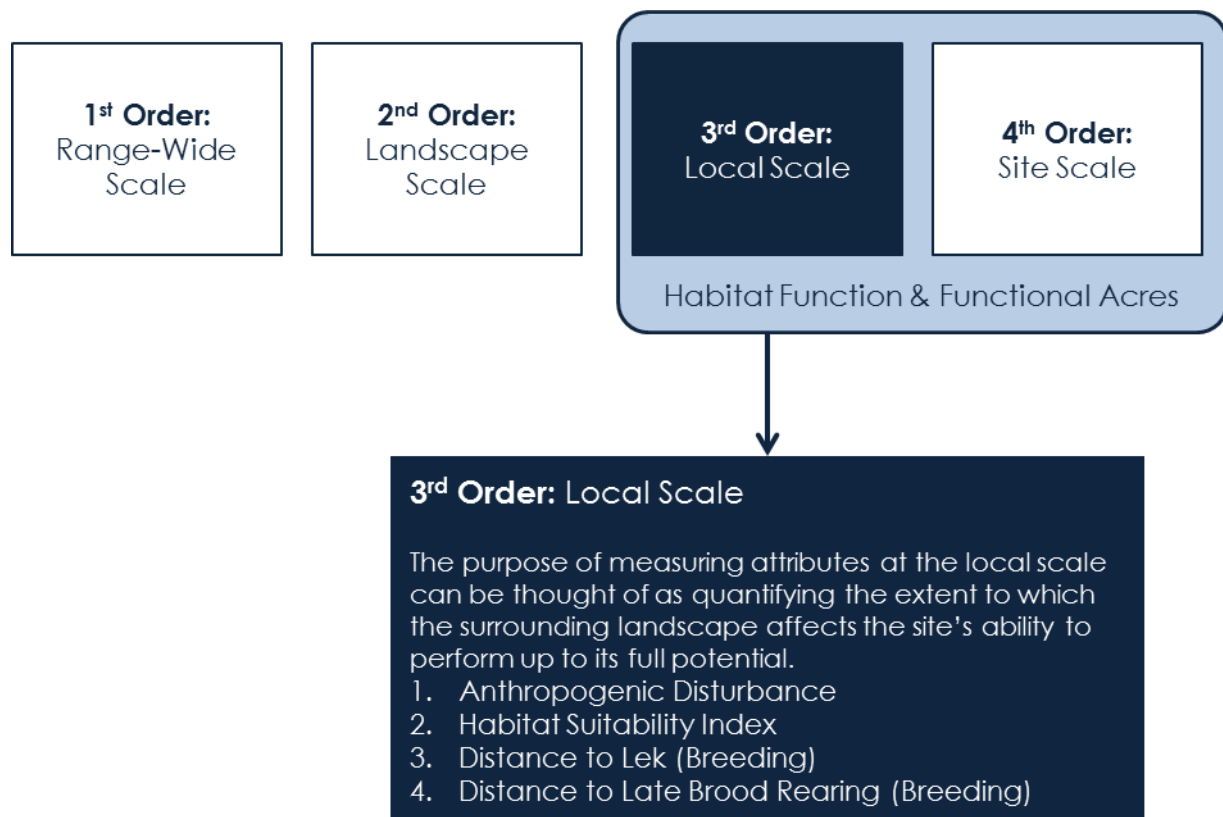 1st Order:
Range-Wide
Scale
2nd Order:
Landscape
Scale
3rd Order:
Local Scale
4th Order:
Site Scale
Habitat Function & Functional Acres
3rd Order: Local Scale
The purpose of measuring attributes at the local scale
can be thought of as quantifying the extent to which
the surrounding landscape affects the site’s ability to
perform up to its full potential.
1. Anthropogenic Disturbance
2. Habitat Suitability Index
3. Distance to Lek (Breeding)
4. Distance to Late Brood Rearing (Breeding)